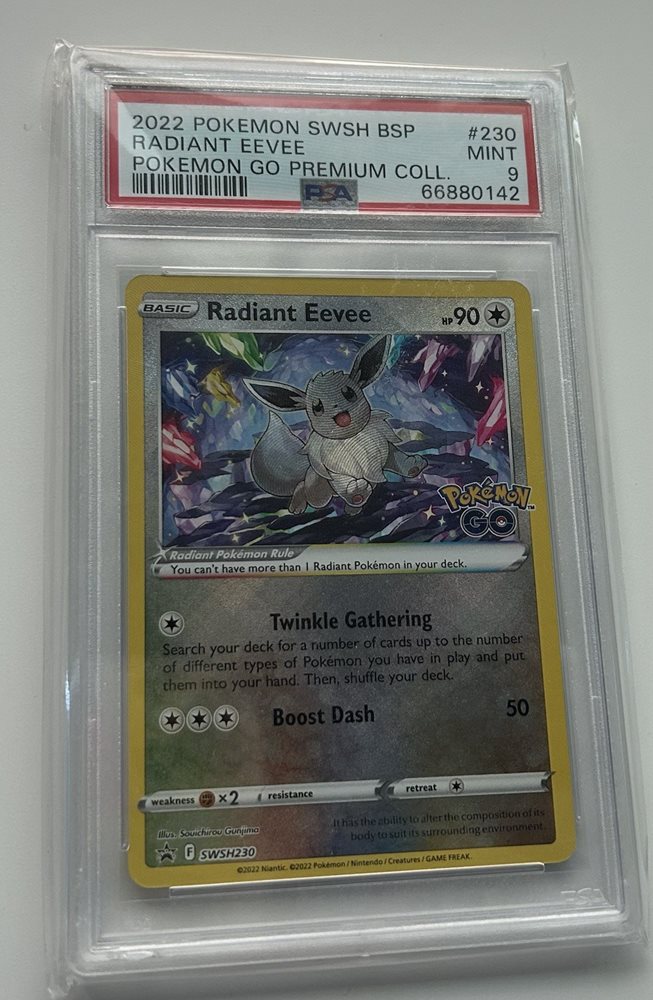 2022 POKEMON SWSH BSP #230
RADIANT EEVEE MINT
POKEMON GO PREMIUM COLL. 9
PSA 66880142
BASIC Radiant Eevee HP 90
POKÉMON™
GO
Radiant Pokémon Rule
You can't have more than 1 Radiant Pokémon in your deck.
Twinkle Gathering
Search your deck for a number of cards up to the number
of different types of Pokémon you have in play and put
them into your hand. Then, shuffle your deck.
Boost Dash 50
weakness ×2 resistance retreat
It has the ability to alter the composition of its
body to suit its surrounding environment.
Illus. Souichirou Gunjima
F SWSH230
©2022 Niantic. ©2022 Pokémon / Nintendo / Creatures / GAME FREAK.